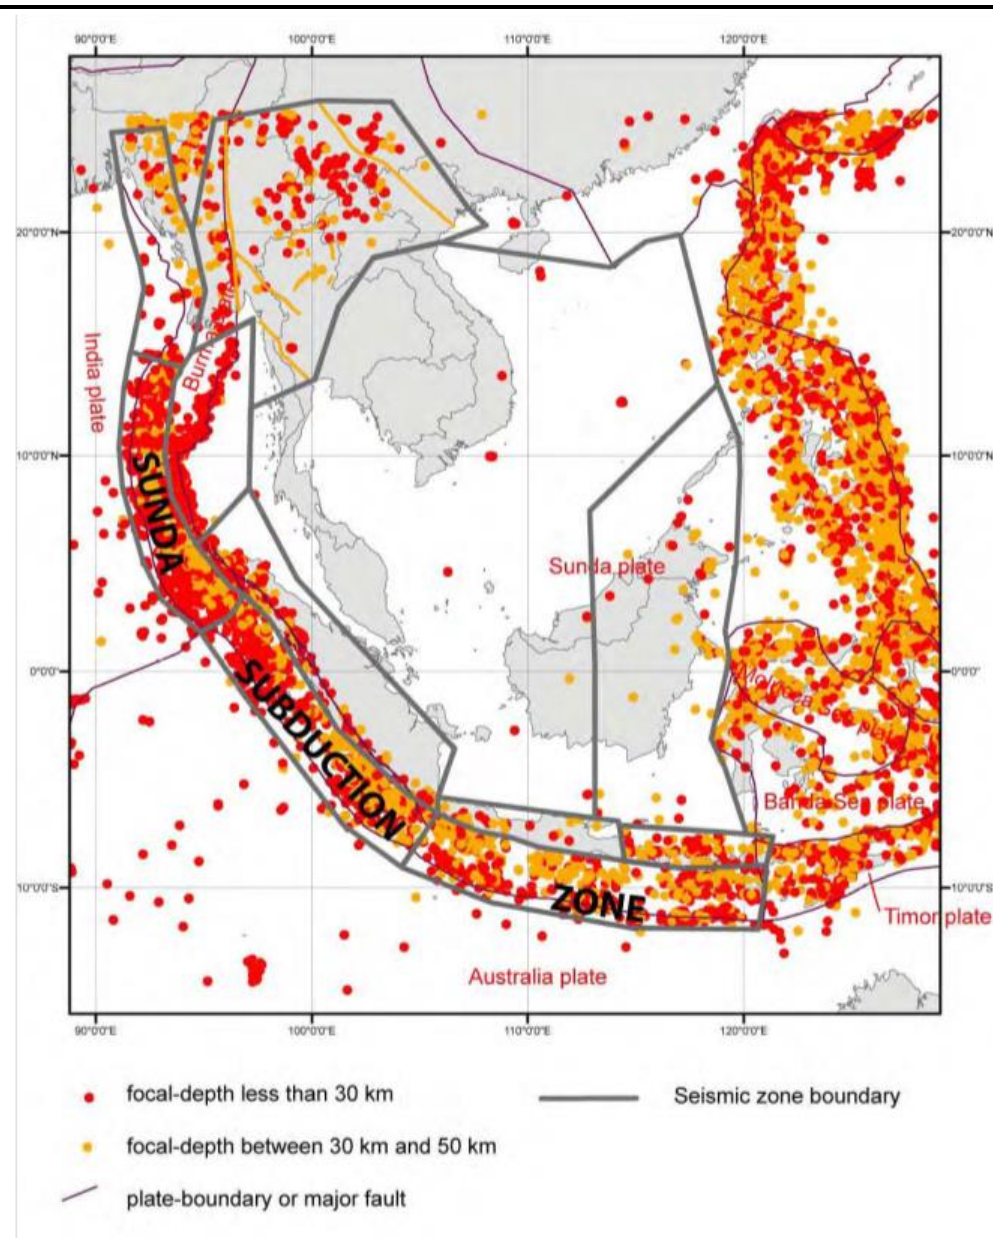 90°0'0"E 100°0'0"E 110°0'0"E 120°0'0"E
20°0'0"N 20°0'0"N
India plate
10°0'0"N 10°0'0"N
SUNDA
Sunda plate
0°0'0" 0°0'0"
SUBDUCTION
Banda Sea plate
10°0'0"S 10°0'0"S
ZONE
Timor plate
Australia plate
90°0'0"E 100°0'0"E 110°0'0"E 120°0'0"E
focal-depth less than 30 km
Seismic zone boundary
focal-depth between 30 km and 50 km
plate-boundary or major fault